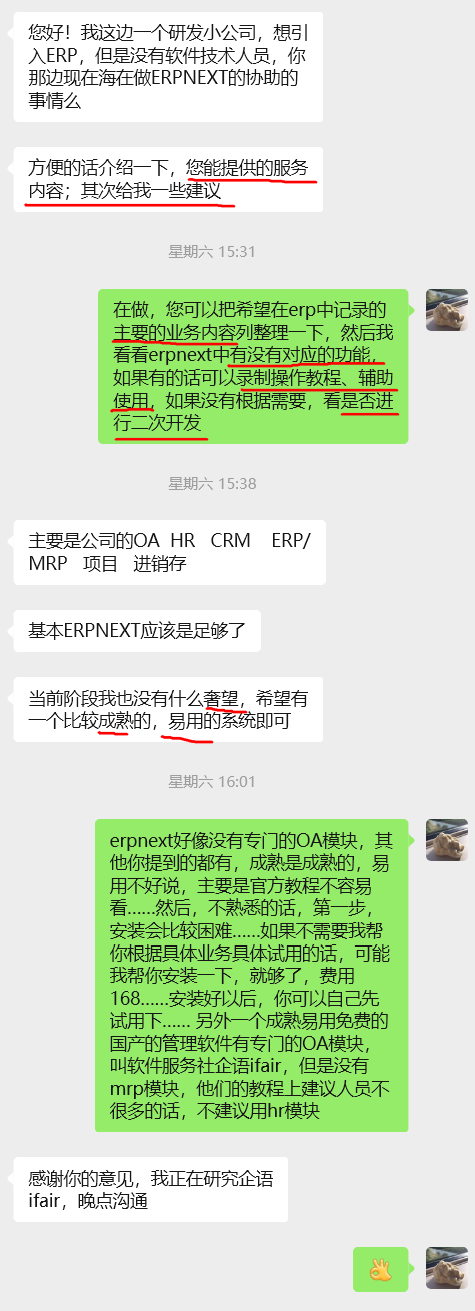 您好！我这边一个研发小公司，想引
入ERP，但是没有软件技术人员，你
那边现在海在做ERPNEXT的协助的
事情么
方便的话介绍一下，您能提供的服务
内容；其次给我一些建议
星期六 15:31
在做，您可以把希望在erp中记录的
主要的业务内容列整理一下，然后我
看看erpnext中有没有对应的功能，
如果有的话可以录制操作教程、辅助
使用，如果没有根据需要，看是否进
行二次开发
星期六 15:38
主要是公司的OA HR CRM ERP/
MRP 项目 进销存
基本ERPNEXT应该是足够了
当前阶段我也没有什么奢望，希望有
一个比较成熟的，易用的系统即可
星期六 16:01
erpnext好像没有专门的OA模块，其
他你提到的都有，成熟是成熟的，易
用不好说，主要是官方教程不容易
看......然后，不熟悉的话，第一步，
安装会比较困难......如果不需要我帮
你根据具体业务具体试用的话，可能
我帮你安装一下，就够了，费用
168......安装好以后，你可以自己先
试用下...... 另外一个成熟易用免费的
国产的管理软件有专门的OA模块，
叫软件服务社企语ifair，但是没有
mrp模块，他们的教程上建议人员不
很多的话，不建议用hr模块
感谢你的意见，我正在研究企语
ifair，晚点沟通